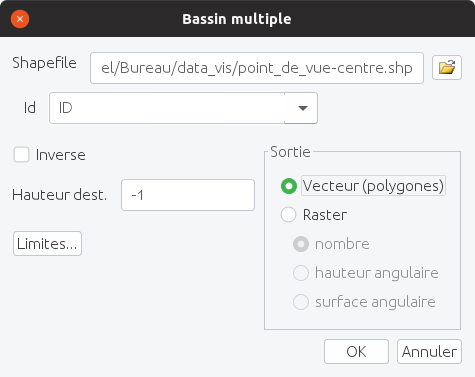 Bassin multiple
Shapefile
el/Bureau/data_vis/point_de_vue-centre.shp
Id
ID
Inverse
Hauteur dest.
-1
Limites...
Sortie
Vecteur (polygones)
Raster
nombre
hauteur angulaire
surface angulaire
OK
Annuler